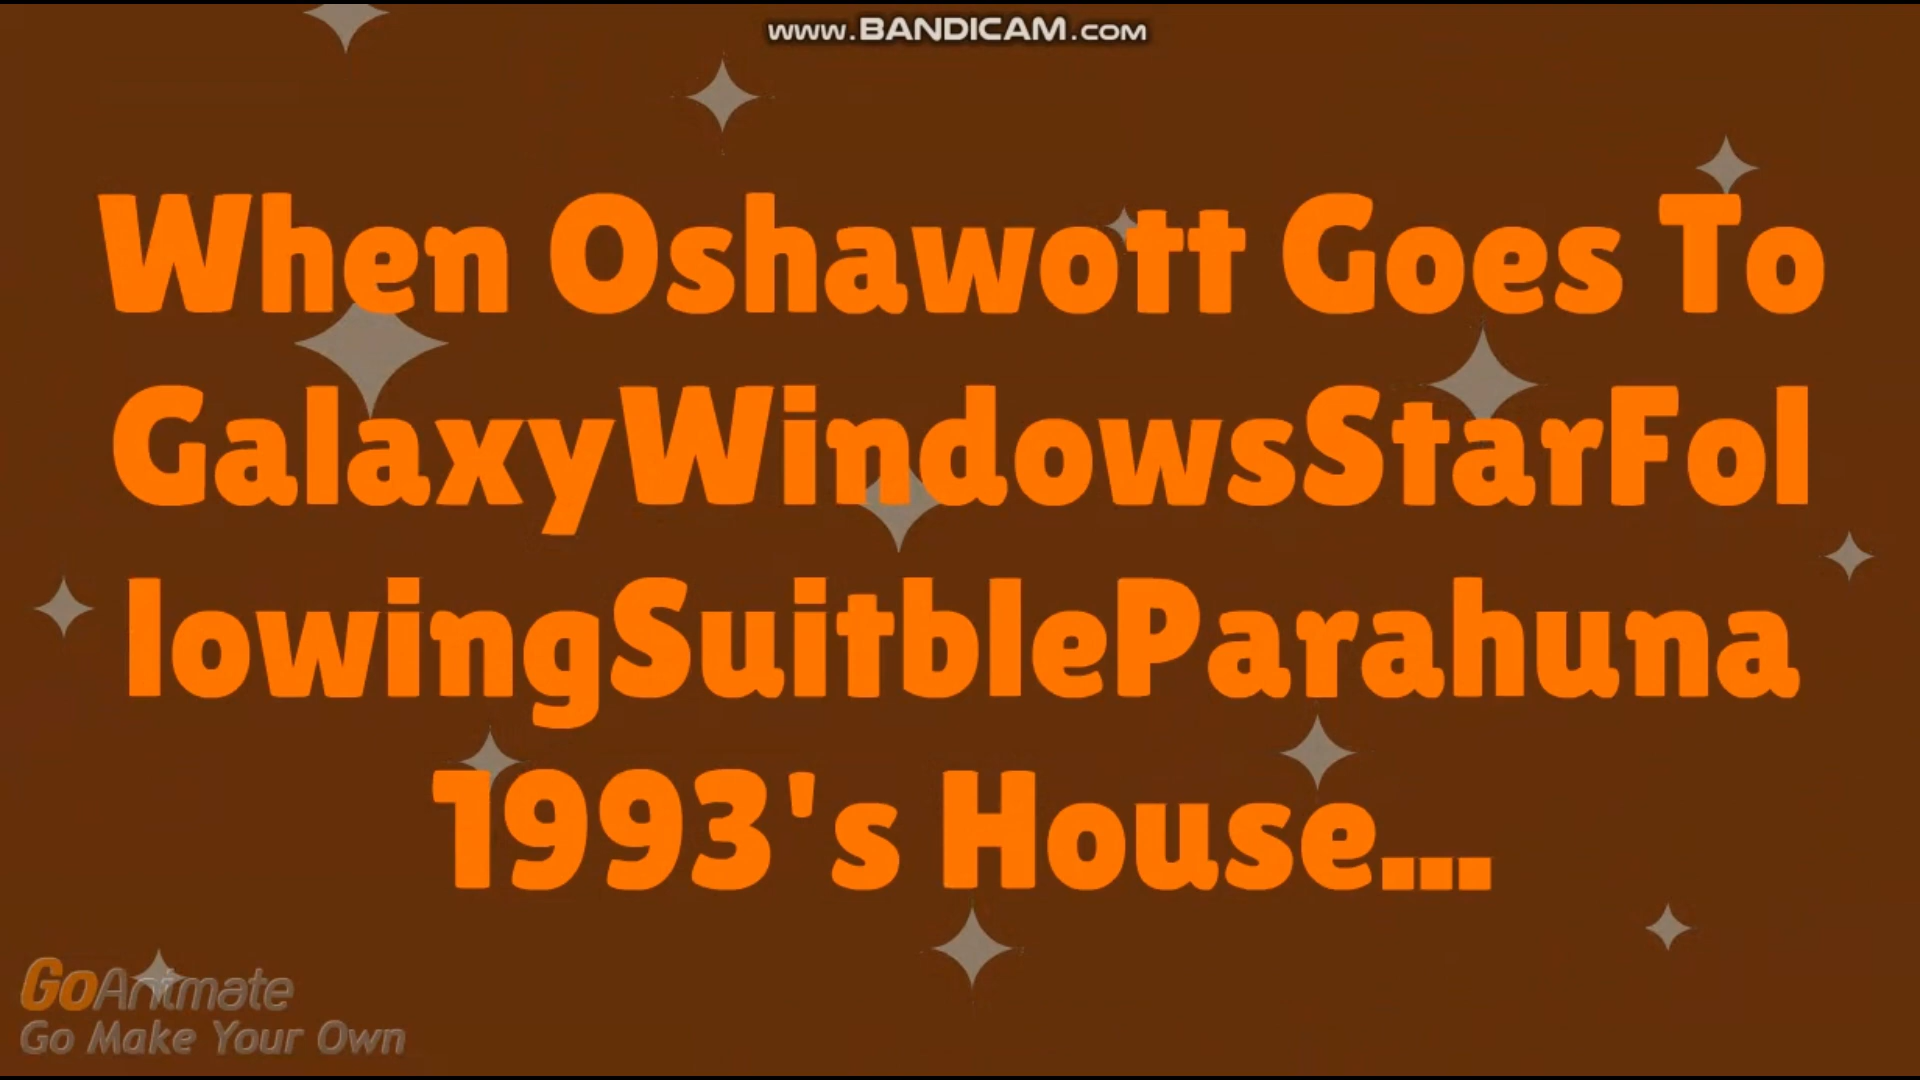 www.BANDICAM.com
When Oshawott Goes To
GalaxyWindowsStarFol
lowingSuitbleParahuna
1993's House...
GoAnimate
Go Make Your Own